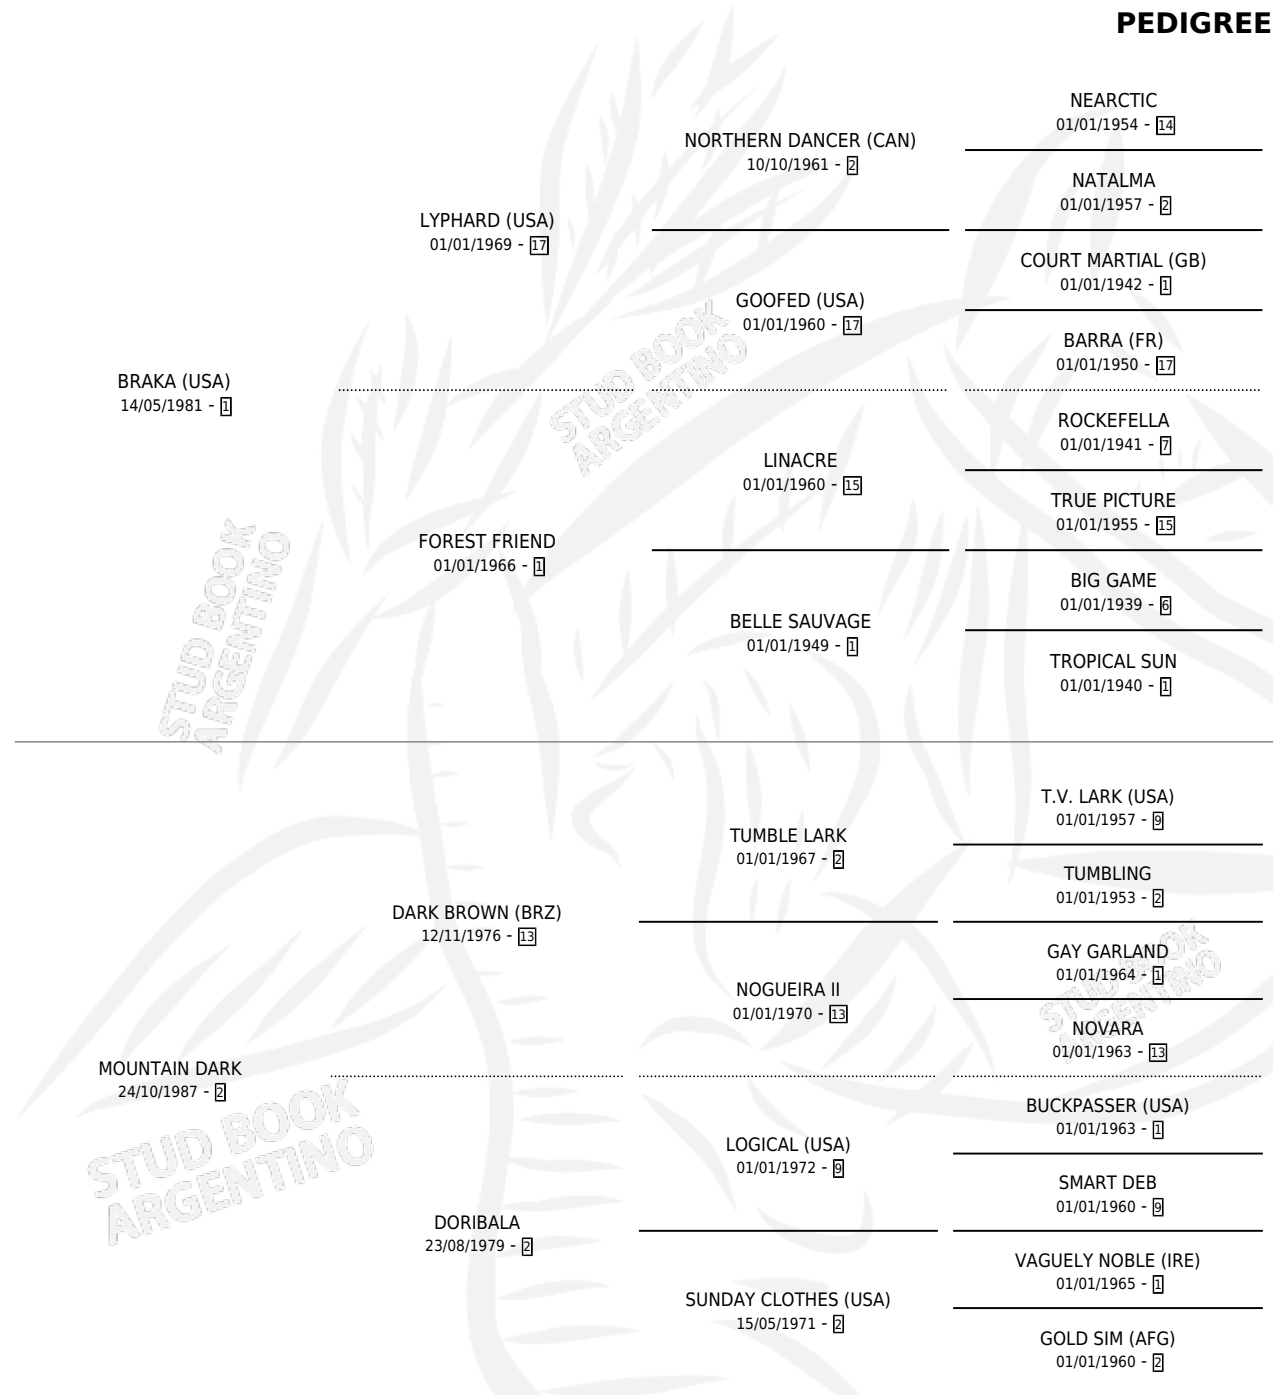 PEDIGREE
NEARCTIC
01/01/1954 - 14
NORTHERN DANCER (CAN)
10/10/1961 - 2
NATALMA
01/01/1957 - 2
LYPHARD (USA)
01/01/1969 - 17
COURT MARTIAL (GB)
01/01/1942 - 1
GOOFED (USA)
01/01/1960 - 17
BARRA (FR)
01/01/1950 - 17
BRAKA (USA)
14/05/1981 - 1
ROCKEFELLA
01/01/1941 - 7
LINACRE
01/01/1960 - 15
TRUE PICTURE
01/01/1955 - 15
FOREST FRIEND
01/01/1966 - 1
BIG GAME
01/01/1939 - 6
BELLE SAUVAGE
01/01/1949 - 1
TROPICAL SUN
01/01/1940 - 1
T.V. LARK (USA)
01/01/1957 - 9
TUMBLE LARK
01/01/1967 - 2
TUMBLING
01/01/1953 - 2
DARK BROWN (BRZ)
12/11/1976 - 13
GAY GARLAND
01/01/1964 - 1
NOGUEIRA II
01/01/1970 - 13
NOVARA
01/01/1963 - 13
MOUNTAIN DARK
24/10/1987 - 2
BUCKPASSER (USA)
01/01/1963 - 1
LOGICAL (USA)
01/01/1972 - 9
SMART DEB
01/01/1960 - 9
DORIBALA
23/08/1979 - 2
VAGUELY NOBLE (IRE)
01/01/1965 - 1
SUNDAY CLOTHES (USA)
15/05/1971 - 2
GOLD SIM (AFG)
01/01/1960 - 2
STUD BOOK
ARGENTINO
STUD BOOK
ARGENTINO
STUD BOOK
ARGENTINO
STUD BOOK
ARGENTINO